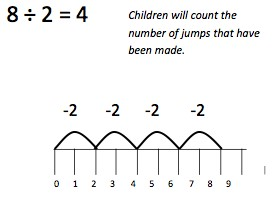 8 ÷ 2 = 4
Children will count the
number of jumps that have
been made.
-2 -2 -2 -2
0 1 2 3 4 5 6 7 8 9